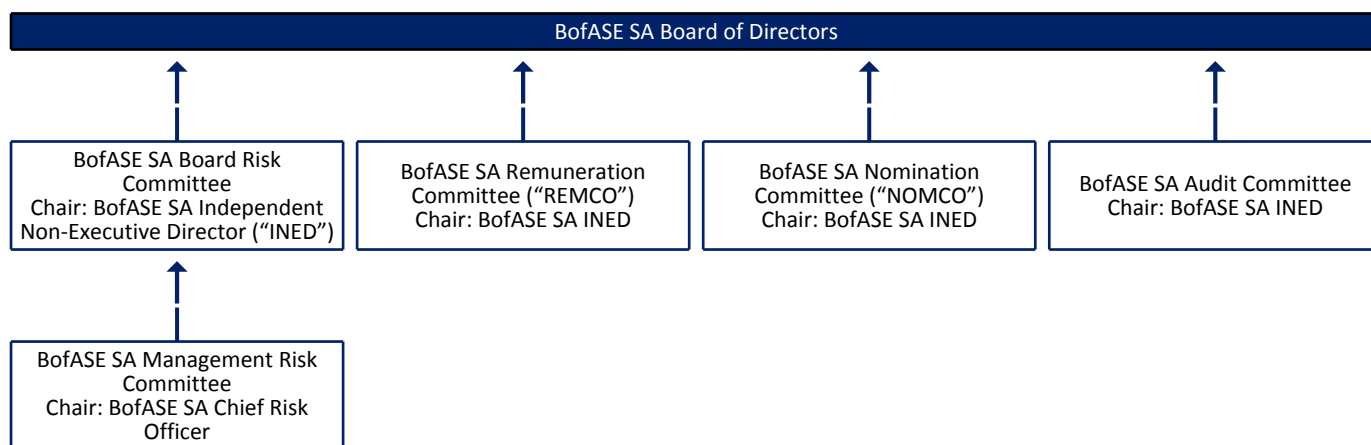 BofASE SA Board of Directors
BofASE SA Board Risk
Committee
Chair: BofASE SA Independent
Non-Executive Director (“INED”)
BofASE SA Remuneration
Committee (“REMCO”)
Chair: BofASE SA INED
BofASE SA Nomination
Committee (“NOMCO”)
Chair: BofASE SA INED
BofASE SA Audit Committee
Chair: BofASE SA INED
BofASE SA Management Risk
Committee
Chair: BofASE SA Chief Risk
Officer